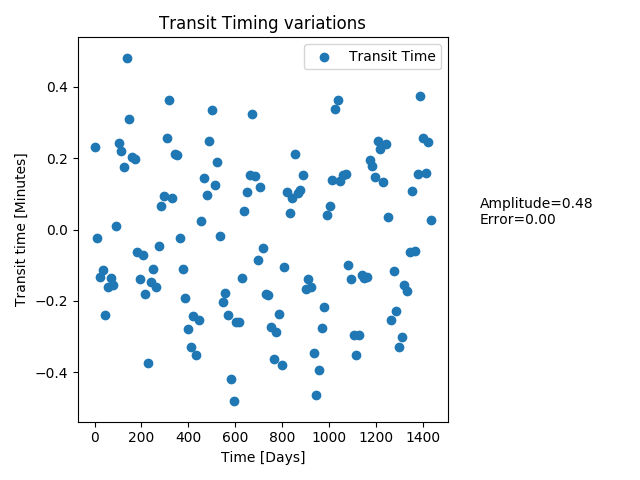 Transit Timing variations
Transit Time
Transit time [Minutes]
0.4
0.2
0.0
−0.2
−0.4
0
200
400
600
800
1000
1200
1400
Time [Days]
Amplitude=0.48
Error=0.00